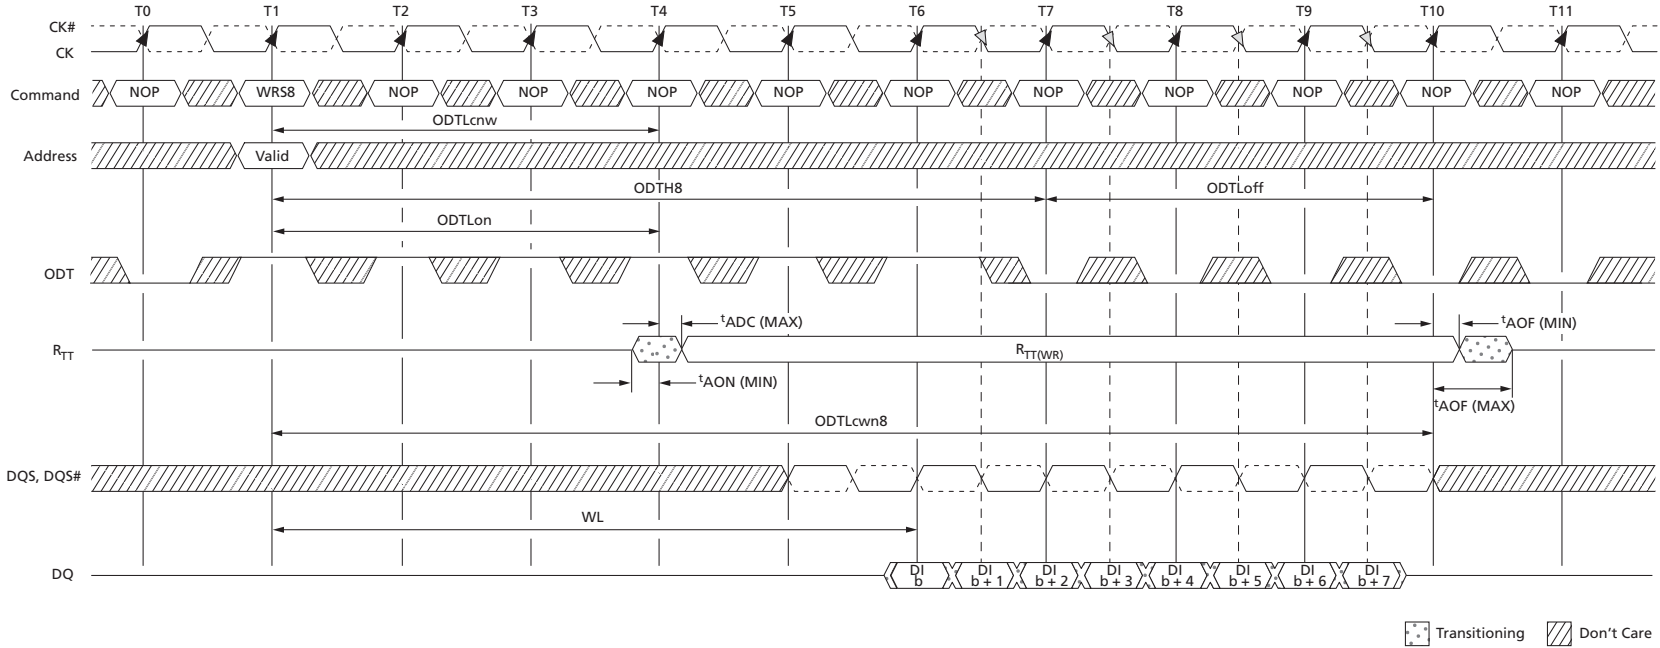 T0 T1 T2 T3 T4 T5 T6 T7 T8 T9 T10 T11
CK#
CK
Command NOP WRS8 NOP NOP NOP NOP NOP NOP NOP NOP NOP NOP
ODTLcnw
Address Valid
ODTH8 ODTLoff
ODTLon
ODT
tADC (MAX) tAOF (MIN)
RTT RTT(WR)
tAON (MIN)
tAOF (MAX)
ODTLcwn8
DQS, DQS#
WL
DQ DI b DI b + 1 DI b + 2 DI b + 3 DI b + 4 DI b + 5 DI b + 6 DI b + 7
Transitioning Don't Care